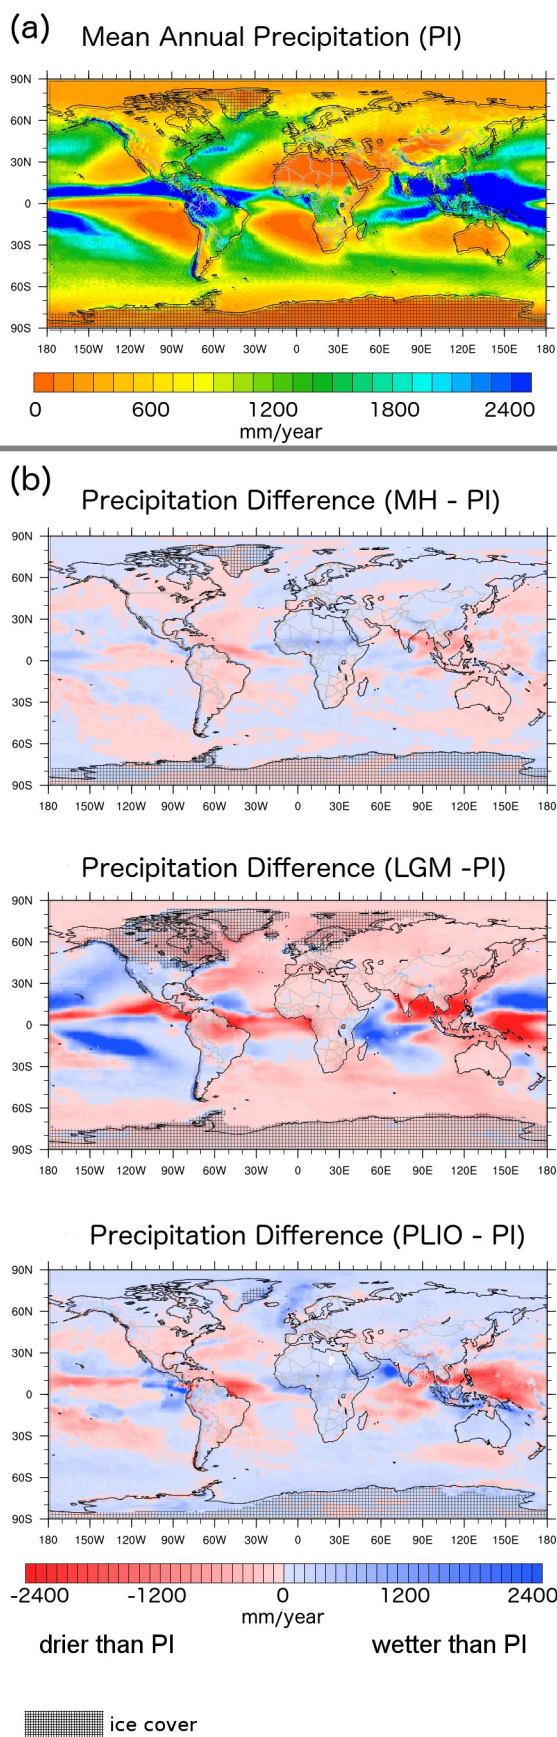 (a)
Mean Annual Precipitation (PI)
90N
60N
30N
0
30S
60S
90S
180 150W 120W 90W 60W 30W 0 30E 60E 90E 120E 150E 180
0 600 1200 1800 2400
mm/year
(b)
Precipitation Difference (MH - PI)
90N
60N
30N
0
30S
60S
90S
180 150W 120W 90W 60W 30W 0 30E 60E 90E 120E 150E 180
Precipitation Difference (LGM -PI)
90N
60N
30N
0
30S
60S
90S
180 150W 120W 90W 60W 30W 0 30E 60E 90E 120E 150E 180
Precipitation Difference (PLIO - PI)
90N
60N
30N
0
30S
60S
90S
180 150W 120W 90W 60W 30W 0 30E 60E 90E 120E 150E 180
-2400 -1200 0 1200 2400
mm/year
drier than PI wetter than PI
ice cover